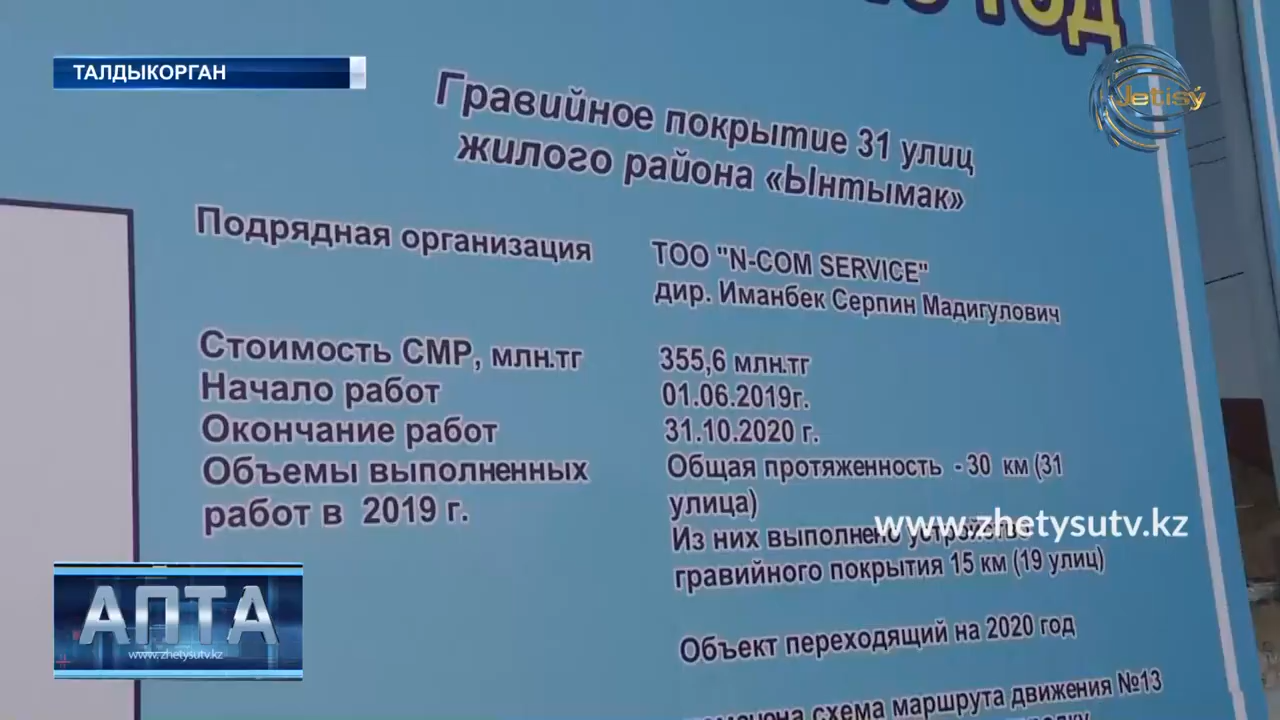 ГОД
ТАЛДЫКОРГАН
Jetisý
Гравийное покрытие 31 улиц
жилого района «Ынтымак»
Подрядная организация
ТОО "N-COM SERVICE"
дир. Иманбек Серпин Мадигулович
Стоимость СМР, млн.тг
355,6 млн.тг
Начало работ
01.06.2019г.
Окончание работ
31.10.2020 г.
Объемы выполненных
работ в 2019 г.
Общая протяженность - 30 км (31
улица)
www.zhetysutv.kz
Из них выполнено устройство
гравийного покрытия 15 км (19 улиц)
АПТА
www.zhetysutv.kz
Объект переходящий на 2020 год
схема маршрута движения №13